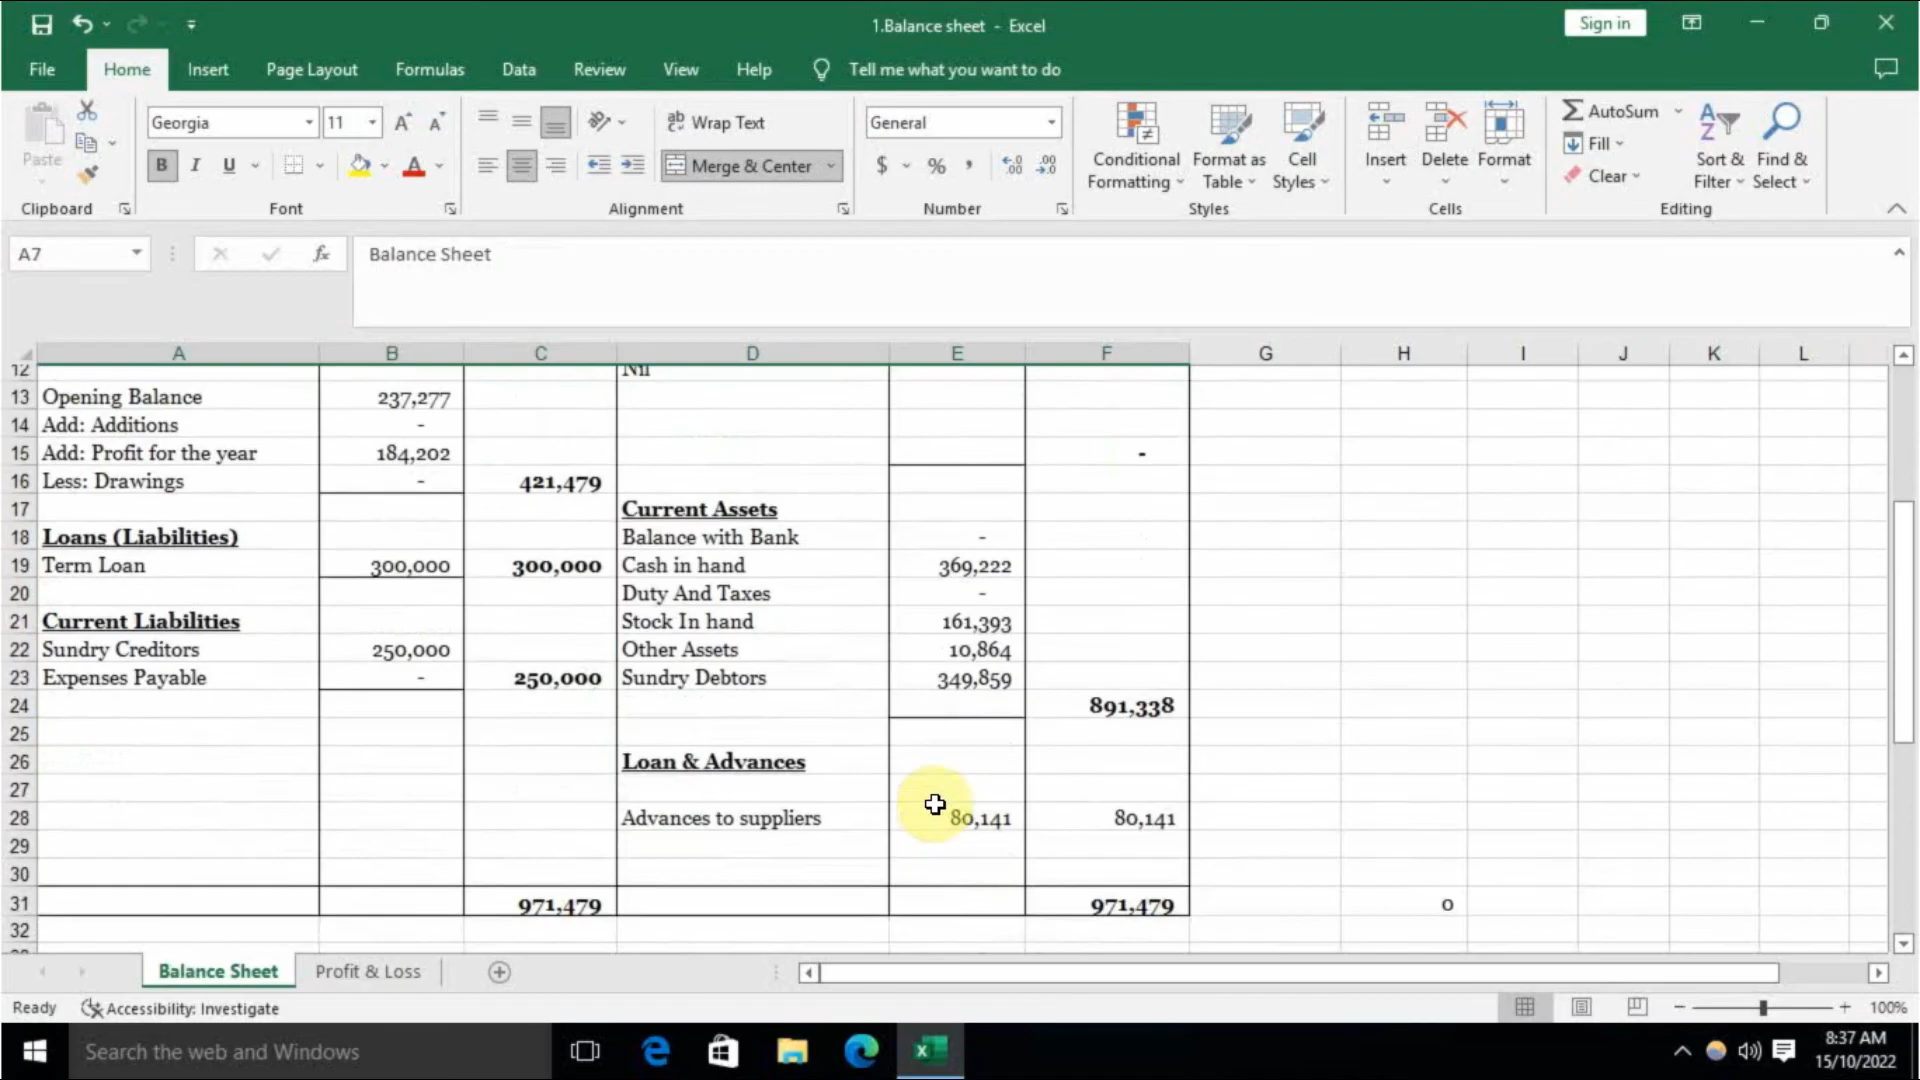 1.Balance sheet - Excel
Sign in
File Home Insert Page Layout Formulas Data Review View Help Tell me what you want to do
Paste
Clipboard
Georgia 11
B I U
Font
Wrap Text
Merge & Center
Alignment
General
$ % ,
Number
Conditional Formatting
Format as Table
Cell Styles
Styles
Insert Delete Format
Cells
AutoSum
Fill
Clear
Sort & Filter
Find & Select
Editing
A7 fx Balance Sheet
A B C D E F G H I J K L
12 Nil
13 Opening Balance 237,277
14 Add: Additions -
15 Add: Profit for the year 184,202 -
16 Less: Drawings - 421,479
17 Current Assets
18 Loans (Liabilities) Balance with Bank -
19 Term Loan 300,000 300,000 Cash in hand 369,222
20 Duty And Taxes -
21 Current Liabilities Stock In hand 161,393
22 Sundry Creditors 250,000 Other Assets 10,864
23 Expenses Payable - 250,000 Sundry Debtors 349,859
24 891,338
25
26 Loan & Advances
27
28 Advances to suppliers 80,141 80,141
29
30
31 971,479 971,479 0
32
Balance Sheet Profit & Loss
Ready Accessibility: Investigate 100%
Search the web and Windows
8:37 AM
15/10/2022